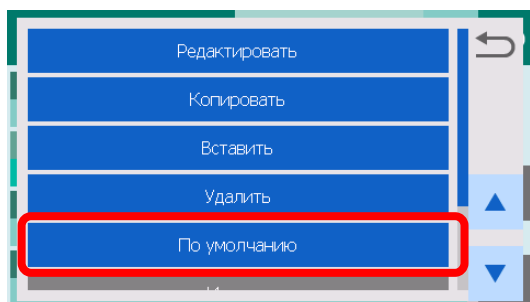 Редактировать
Копировать
Вставить
Удалить
По умолчанию